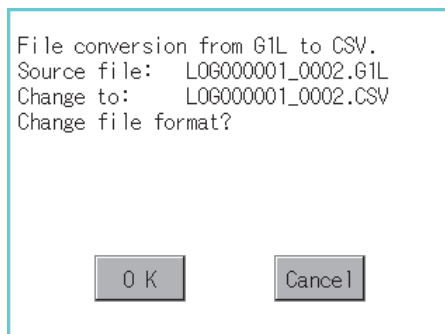 File conversion from G1L to CSV.
Source file: LOG000001_0002.G1L
Change to: LOG000001_0002.CSV
Change file format?
OK
Cancel